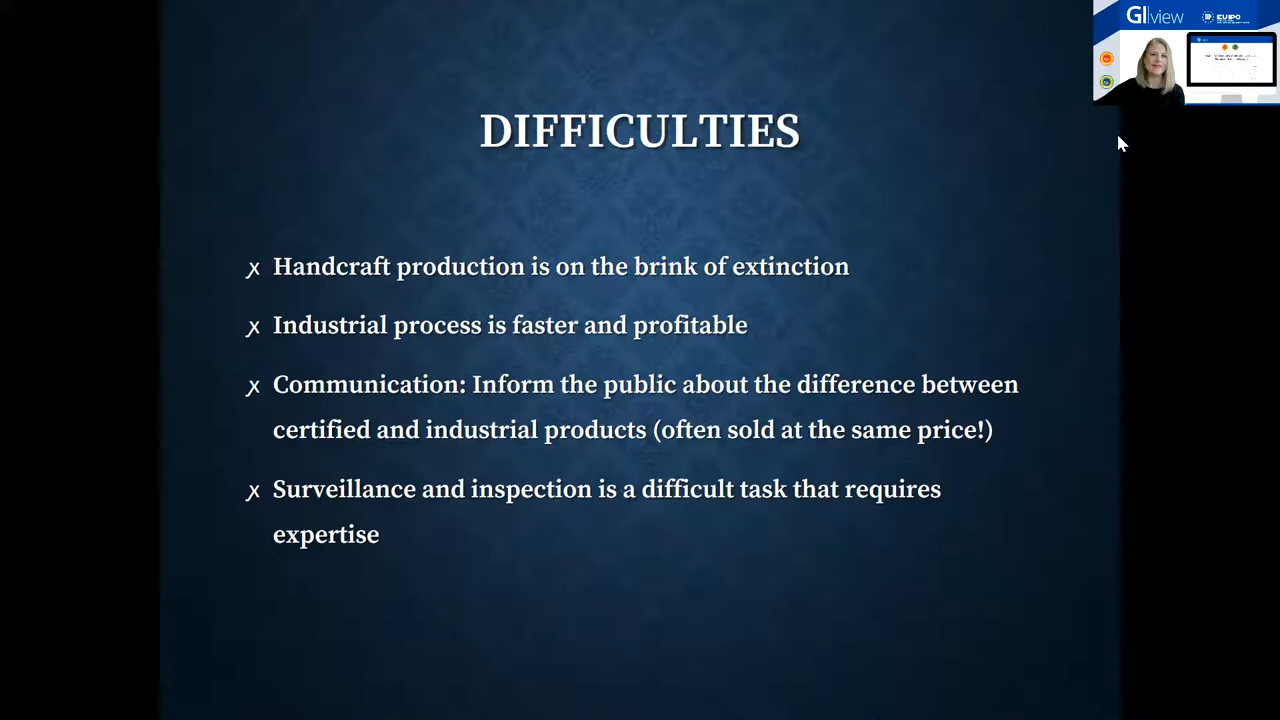 GIview
EUIPO
DIFFICULTIES
x Handcraft production is on the brink of extinction
x Industrial process is faster and profitable
x Communication: Inform the public about the difference between
certified and industrial products (often sold at the same price!)
x Surveillance and inspection is a difficult task that requires
expertise